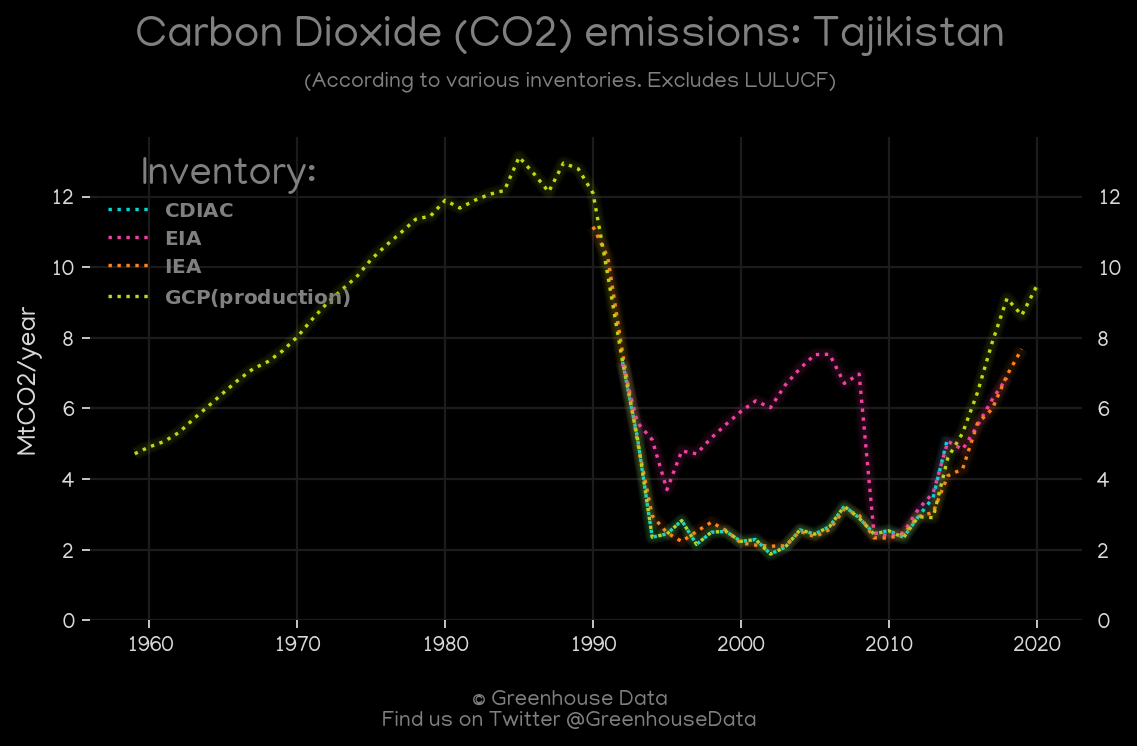 Carbon Dioxide (CO2) emissions: Tajikistan
(According to various inventories. Excludes LULUCF)
Inventory:
CDIAC
EIA
IEA
GCP(production)
MtCO2/year
12
10
8
6
4
2
0
12
10
8
6
4
2
0
1960 1970 1980 1990 2000 2010 2020
© Greenhouse Data
Find us on Twitter @GreenhouseData